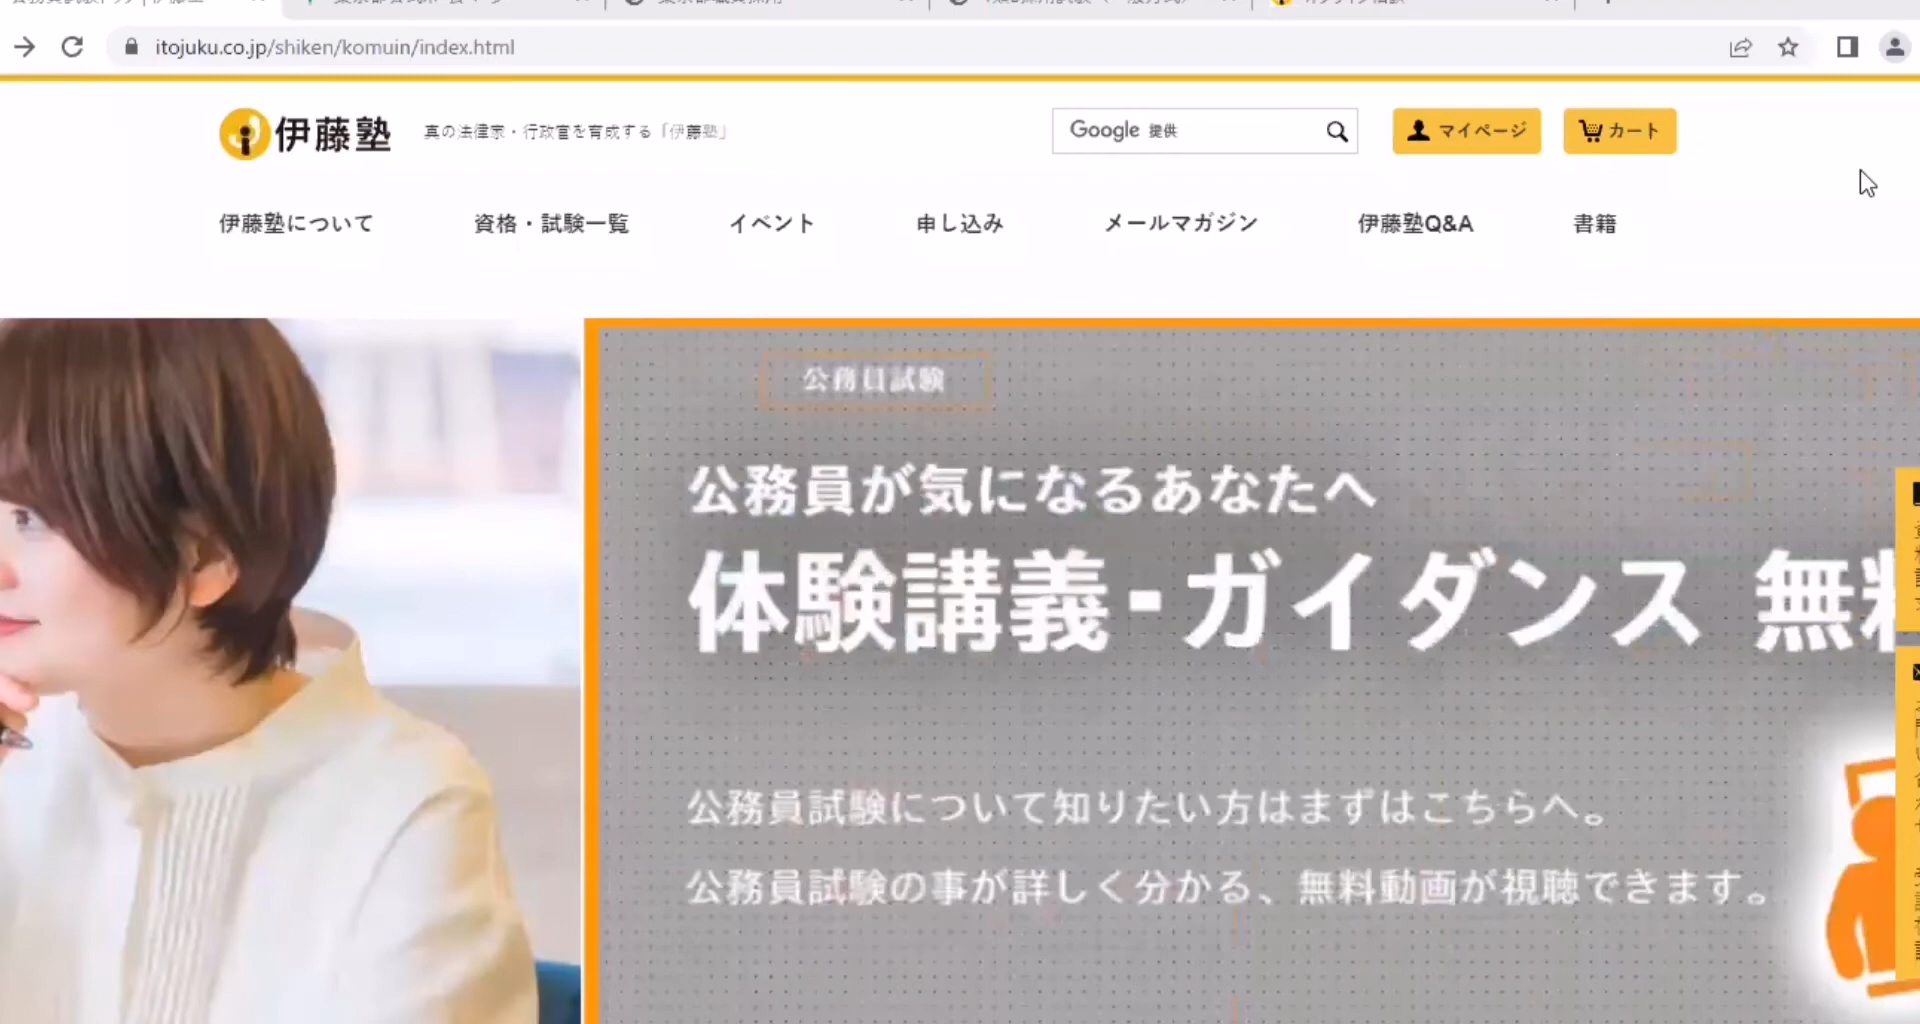 itojuku.co.jp/shiken/komuin/index.html
伊藤塾
真の法律家・行政官を育成する「伊藤塾」
Google 提供
マイページ
カート
伊藤塾について
資格・試験一覧
イベント
申し込み
メールマガジン
伊藤塾Q&A
書籍
公務員試験
公務員が気になるあなたへ
体験講義・ガイダンス 無料
公務員試験について知りたい方はまずはこちらへ。
公務員試験の事が詳しく分かる、無料動画が視聴できます。